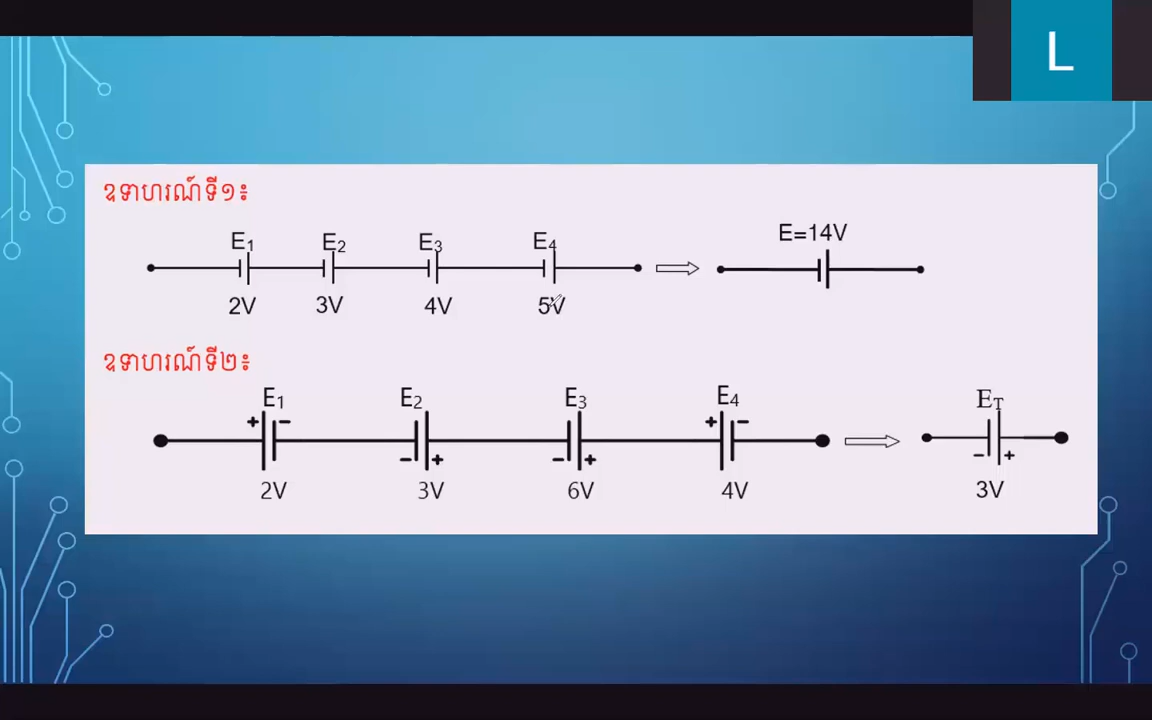 L
ឧទាហរណ៍ទី១៖
E1 E2 E3 E4 E=14V
2V 3V 4V 5V
ឧទាហរណ៍ទី២៖
E1 E2 E3 E4 ET
+ - - + - + + - - +
2V 3V 6V 4V 3V